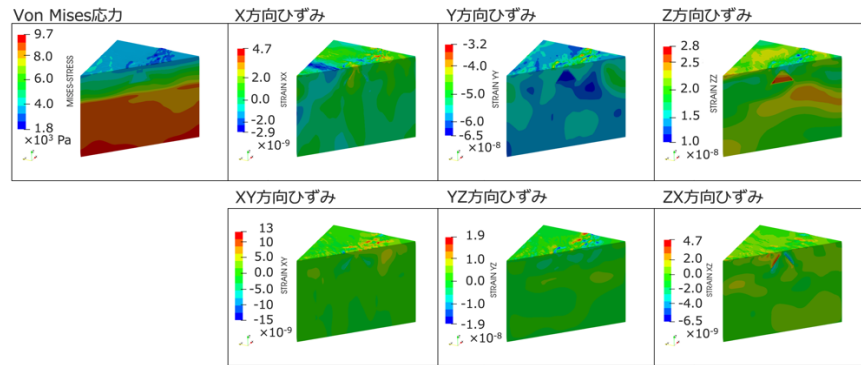 Von Mises応力
9.7
8.0
6.0
4.0
1.8
×10³ Pa
MISES-STRESS
X方向ひずみ
4.7
2.0
0.0
-2.0
-2.9
×10⁻⁹
STRAIN XX
Y方向ひずみ
-3.2
-4.0
-5.0
-6.0
-6.5
×10⁻⁸
STRAIN YY
Z方向ひずみ
2.8
2.5
2.0
1.5
1.0
×10⁻⁸
STRAIN ZZ
XY方向ひずみ
13
5.0
0.0
-5.0
-10
-15
×10⁻⁹
STRAIN XY
YZ方向ひずみ
1.9
1.0
0.0
-1.0
-1.9
×10⁻⁸
STRAIN YZ
ZX方向ひずみ
4.7
2.0
0.0
-2.0
-4.0
-6.5
×10⁻⁹
STRAIN XZ